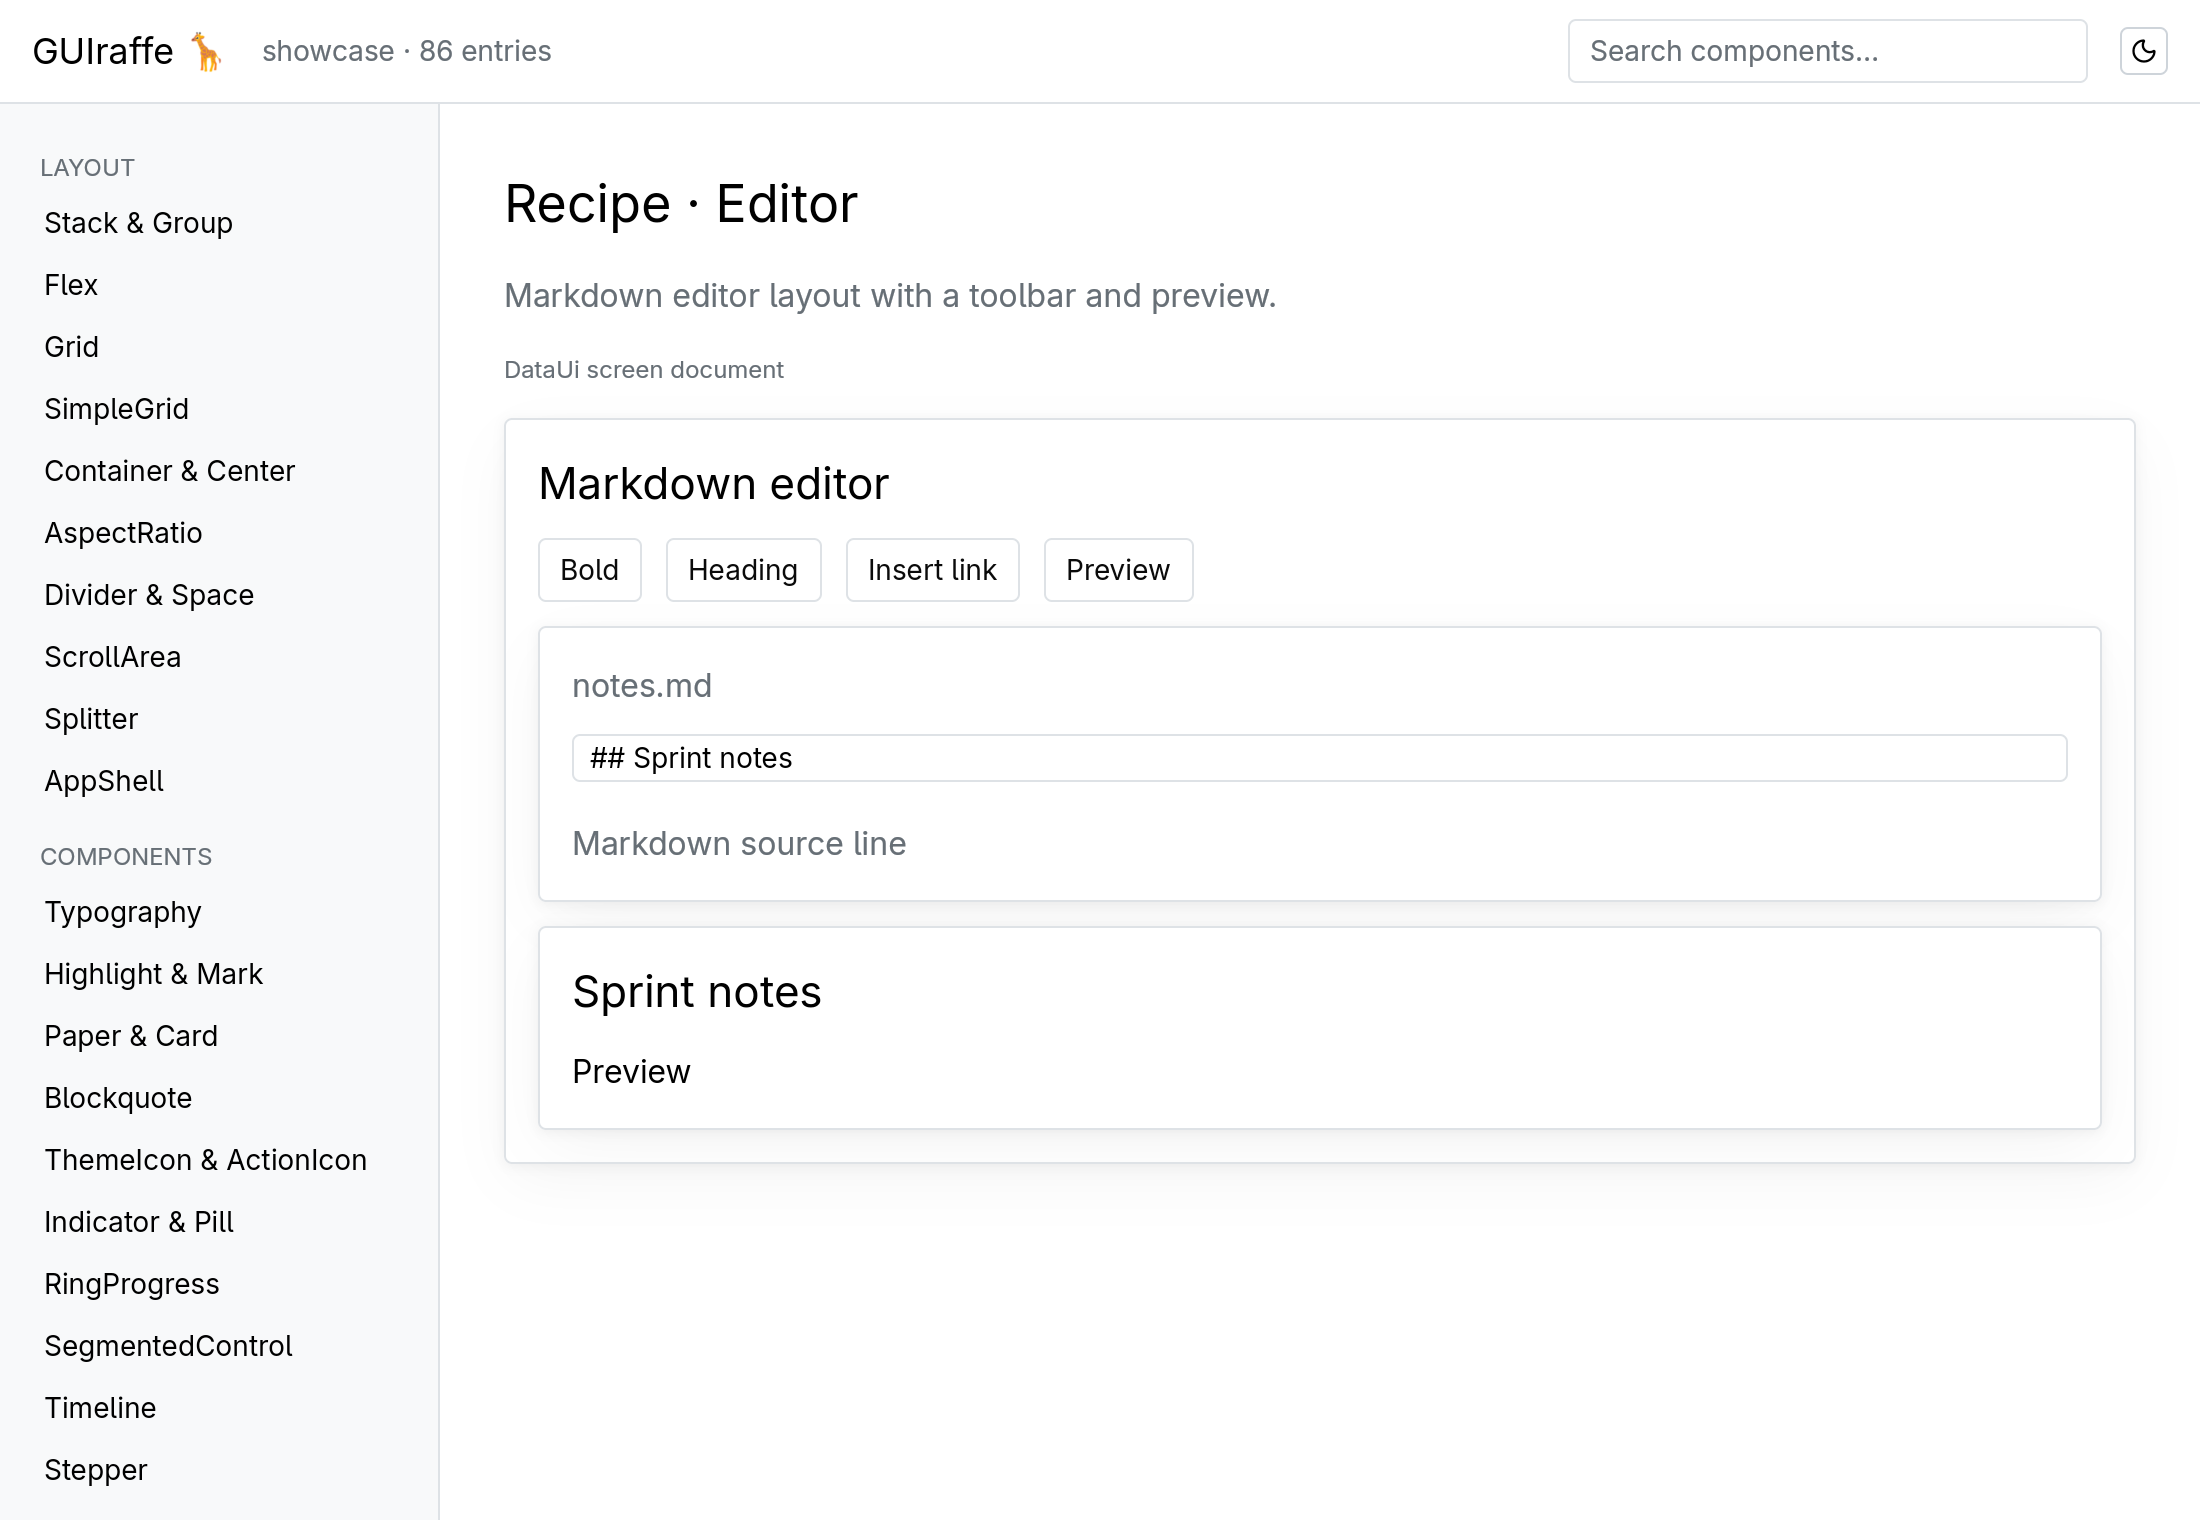 GUIraffe 🦒 showcase · 86 entries
Search components...
LAYOUT
Stack & Group
Flex
Grid
SimpleGrid
Container & Center
AspectRatio
Divider & Space
ScrollArea
Splitter
AppShell
COMPONENTS
Typography
Highlight & Mark
Paper & Card
Blockquote
ThemeIcon & ActionIcon
Indicator & Pill
RingProgress
SegmentedControl
Timeline
Stepper
Recipe · Editor
Markdown editor layout with a toolbar and preview.
DataUi screen document
Markdown editor
Bold Heading Insert link Preview
notes.md
## Sprint notes
Markdown source line
Sprint notes
Preview